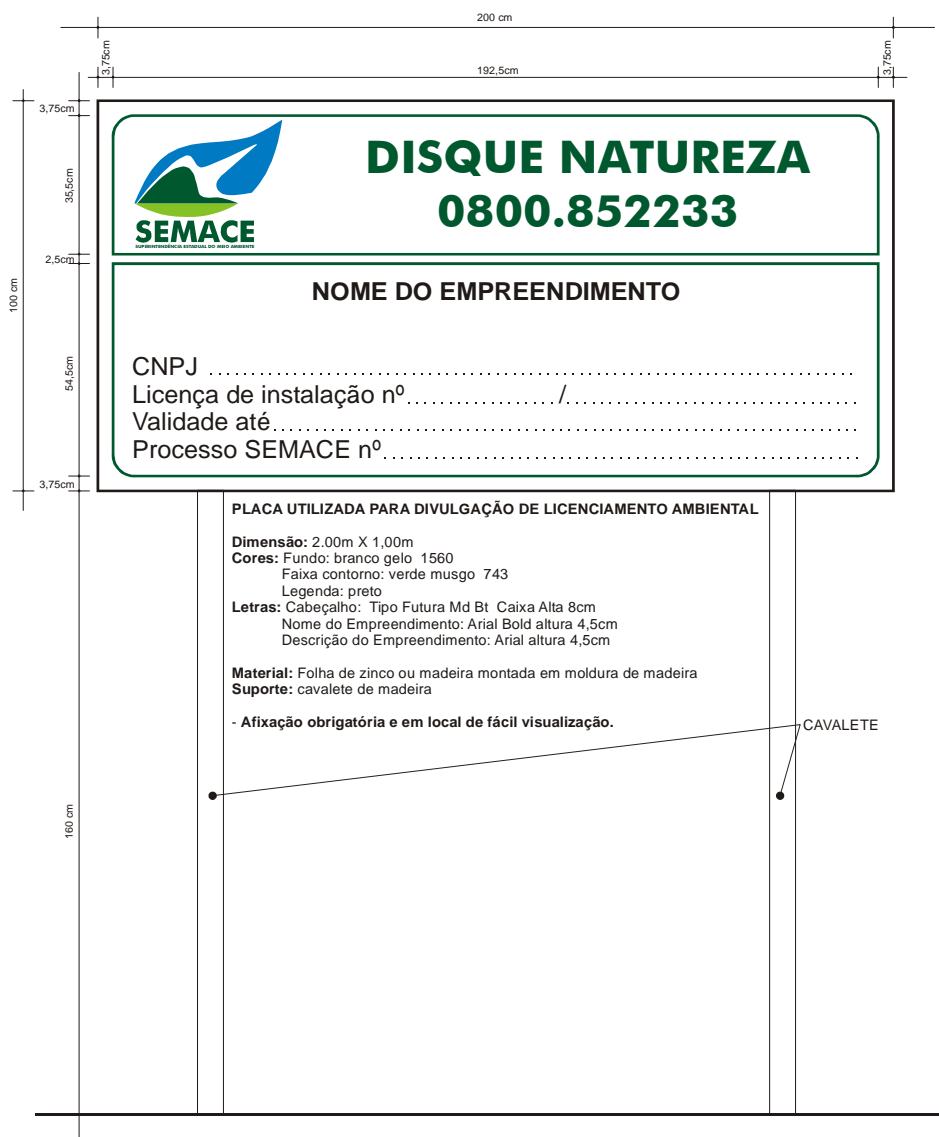 200 cm
3,75cm
192,5cm
3,75cm
3,75cm
35,5cm
2,5cm
100 cm
54,5cm
3,75cm
SEMACE
SUPERINTENDÊNCIA ESTADUAL DO MEIO AMBIENTE
DISQUE NATUREZA
0800.852233
NOME DO EMPREENDIMENTO
CNPJ ........................................................................
Licença de instalação nº................/................................
Validade até................................................................
Processo SEMACE nº....................................................
PLACA UTILIZADA PARA DIVULGAÇÃO DE LICENCIAMENTO AMBIENTAL
Dimensão: 2.00m X 1,00m
Cores: Fundo: branco gelo 1560
Faixa contorno: verde musgo 743
Legenda: preto
Letras: Cabeçalho: Tipo Futura Md Bt Caixa Alta 8cm
Nome do Empreendimento: Arial Bold altura 4,5cm
Descrição do Empreendimento: Arial altura 4,5cm
Material: Folha de zinco ou madeira montada em moldura de madeira
Suporte: cavalete de madeira
- Afixação obrigatória e em local de fácil visualização.
CAVALETE
160 cm